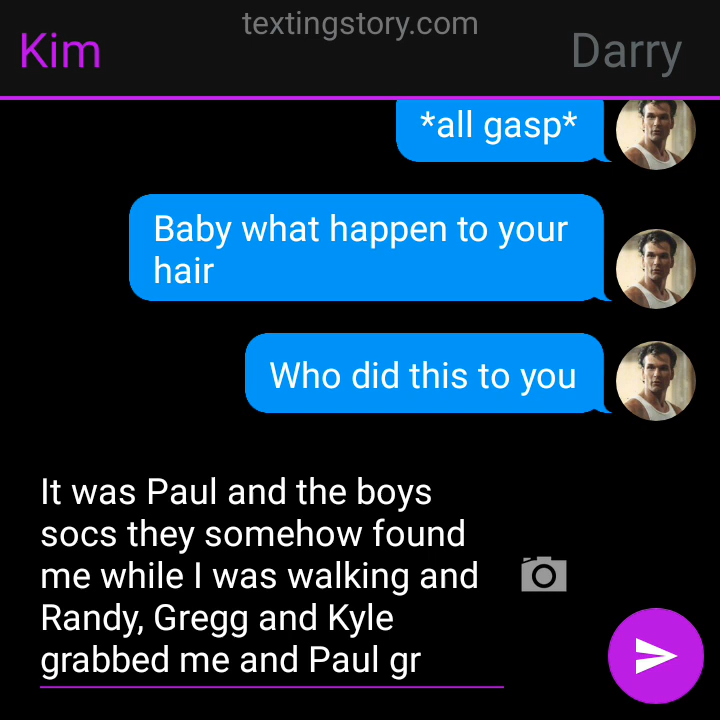 textingstory.com
Kim
Darry
*all gasp*
Baby what happen to your
hair
Who did this to you
It was Paul and the boys
socs they somehow found
me while I was walking and
Randy, Gregg and Kyle
grabbed me and Paul gr